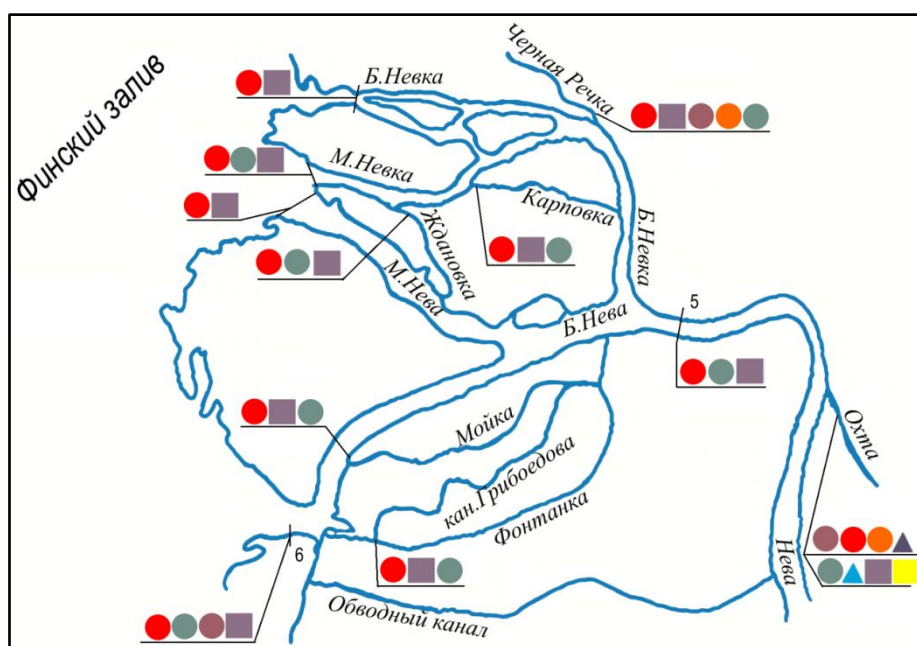 Финский залив
Б.Невка
Черная Речка
М.Невка
Карповка
Ждановка
Б.Невка
М.Нева
Б.Нева
5
Мойка
Охта
кан.Грибоедова
Фонтанка
Нева
6
Обводный канал